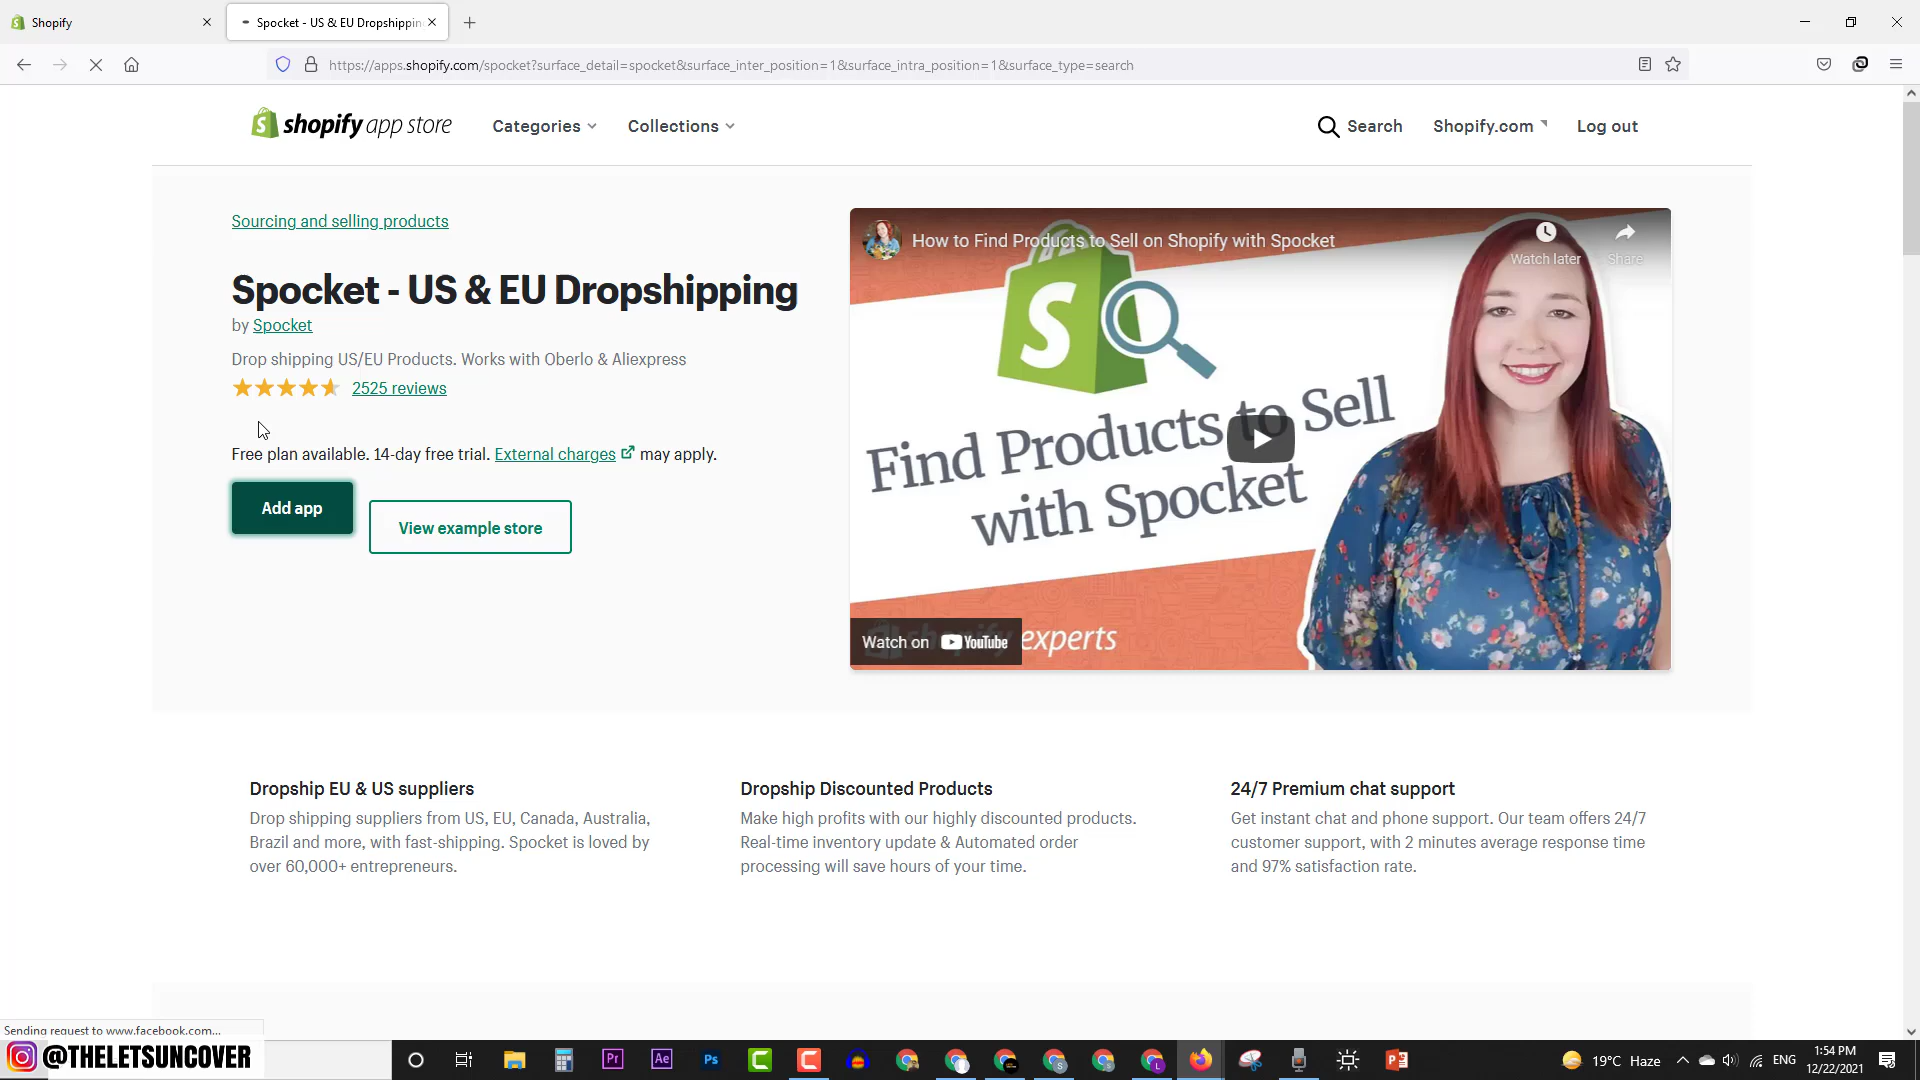 Shopify
Spocket - US & EU Dropshippin
https://apps.shopify.com/spocket?surface_detail=spocket&surface_inter_position=1&surface_intra_position=1&surface_type=search
shopify app store
Categories
Collections
Search
Shopify.com
Log out
Sourcing and selling products
Spocket - US & EU Dropshipping
by Spocket
Drop shipping US/EU Products. Works with Oberlo & Aliexpress
2525 reviews
Free plan available. 14-day free trial. External charges may apply.
Add app
View example store
How to Find Products to Sell on Shopify with Spocket
Watch later
Share
Find Products to Sell
with Spocket
Watch on YouTube
experts
Dropship EU & US suppliers
Drop shipping suppliers from US, EU, Canada, Australia,
Brazil and more, with fast-shipping. Spocket is loved by
over 60,000+ entrepreneurs.
Dropship Discounted Products
Make high profits with our highly discounted products.
Real-time inventory update & Automated order
processing will save hours of your time.
24/7 Premium chat support
Get instant chat and phone support. Our team offers 24/7
customer support, with 2 minutes average response time
and 97% satisfaction rate.
Sending request to www.facebook.com...
@THELETSUNCOVER
Pr
Ae
Ps
19°C Haze
ENG
1:54 PM
12/22/2021